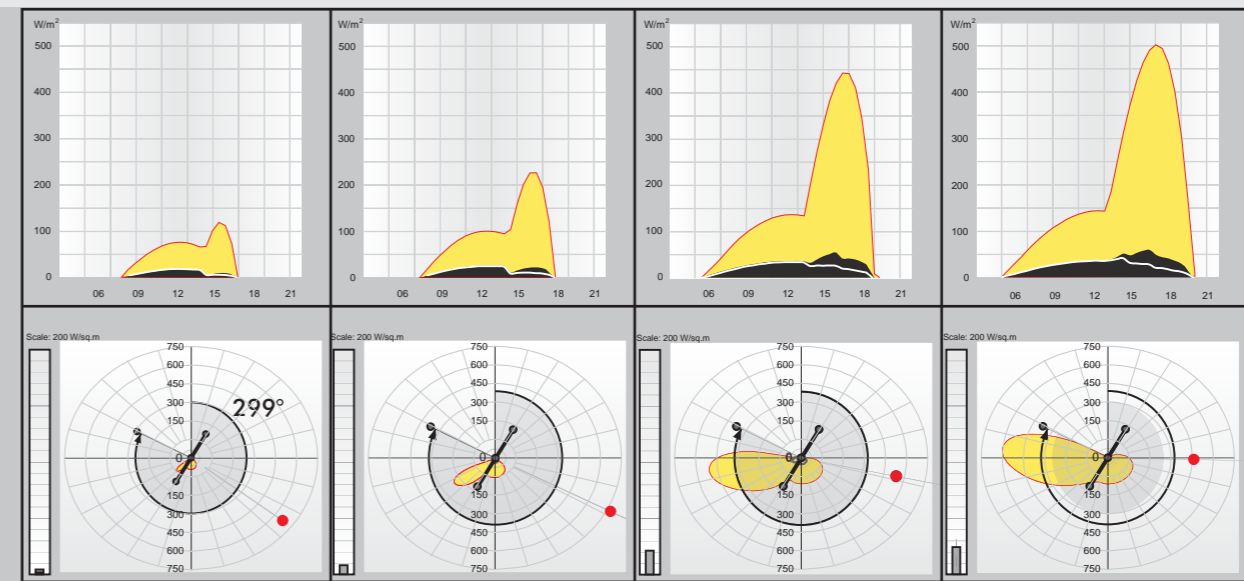 W/m² W/m² W/m² W/m²
500 500 500 500
400 400 400 400
300 300 300 300
200 200 200 200
100 100 100 100
0 0 0 0
06 09 12 15 18 21 06 09 12 15 18 21 06 09 12 15 18 21 06 09 12 15 18 21
Scale: 200 W/sq.m Scale: 200 W/sq.m Scale: 200 W/sq.m Scale: 200 W/sq.m
750 750 750 750
600 600 600 600
450 450 450 450
300 299° 300 300 300
150 150 150 150
0 0 0 0
150 150 150 150
300 300 300 300
450 450 450 450
600 600 600 600
750 750 750 750